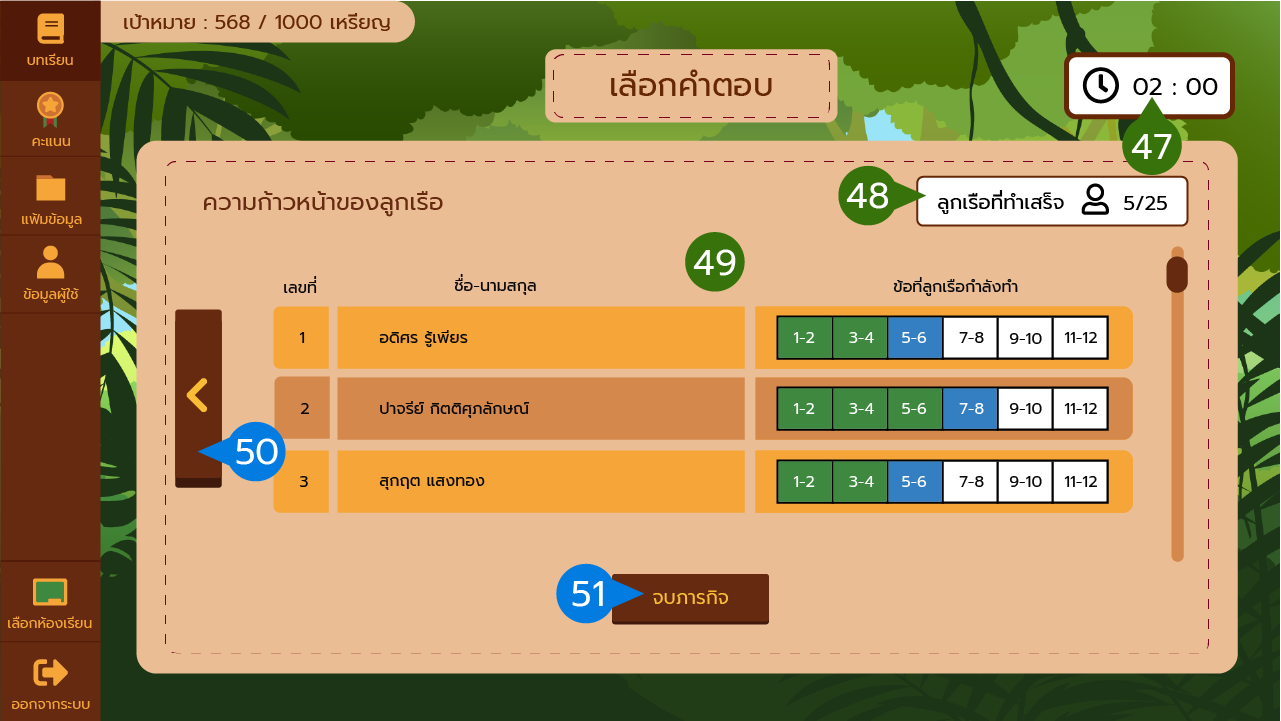 เป้าหมาย : 568 / 1000 เหรียญ
บทเรียน
คะแนน
แฟ้มข้อมูล
ข้อมูลผู้ใช้
เลือกห้องเรียน
ออกจากระบบ
เลือกคำตอบ
02 : 00
47
ความก้าวหน้าของลูกเรือ
48
ลูกเรือที่ทำเสร็จ 5/25
49
เลขที่ ชื่อ-นามสกุล ข้อที่ลูกเรือกำลังทำ
1 อดิศร รู้เพียร 1-2 3-4 5-6 7-8 9-10 11-12
2 ปาจรีย์ กิตติศุภลักษณ์ 1-2 3-4 5-6 7-8 9-10 11-12
50
3 สุกฤต แสงทอง 1-2 3-4 5-6 7-8 9-10 11-12
51
จบภารกิจ